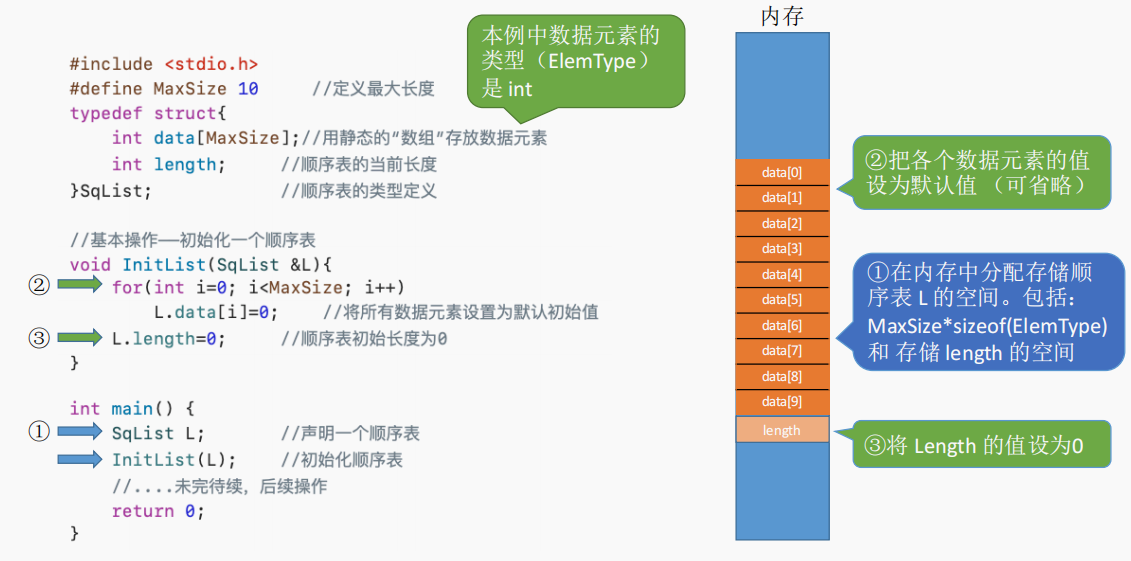 内存
本例中数据元素的
类型（ElemType）
是 int
#include <stdio.h>
#define MaxSize 10 //定义最大长度
typedef struct{
int data[MaxSize];//用静态的“数组”存放数据元素
int length; //顺序表的当前长度
}SqList; //顺序表的类型定义
//基本操作——初始化一个顺序表
void InitList(SqList &L){
② for(int i=0; i<MaxSize; i++)
L.data[i]=0; //将所有数据元素设置为默认初始值
③ L.length=0; //顺序表初始长度为0
}
int main() {
① SqList L; //声明一个顺序表
InitList(L); //初始化顺序表
//....未完待续，后续操作
return 0;
}
data[0]
data[1]
data[2]
data[3]
data[4]
data[5]
data[6]
data[7]
data[8]
data[9]
length
②把各个数据元素的值
设为默认值 （可省略）
①在内存中分配存储顺
序表 L 的空间。包括：
MaxSize*sizeof(ElemType)
和 存储 length 的空间
③将 Length 的值设为0